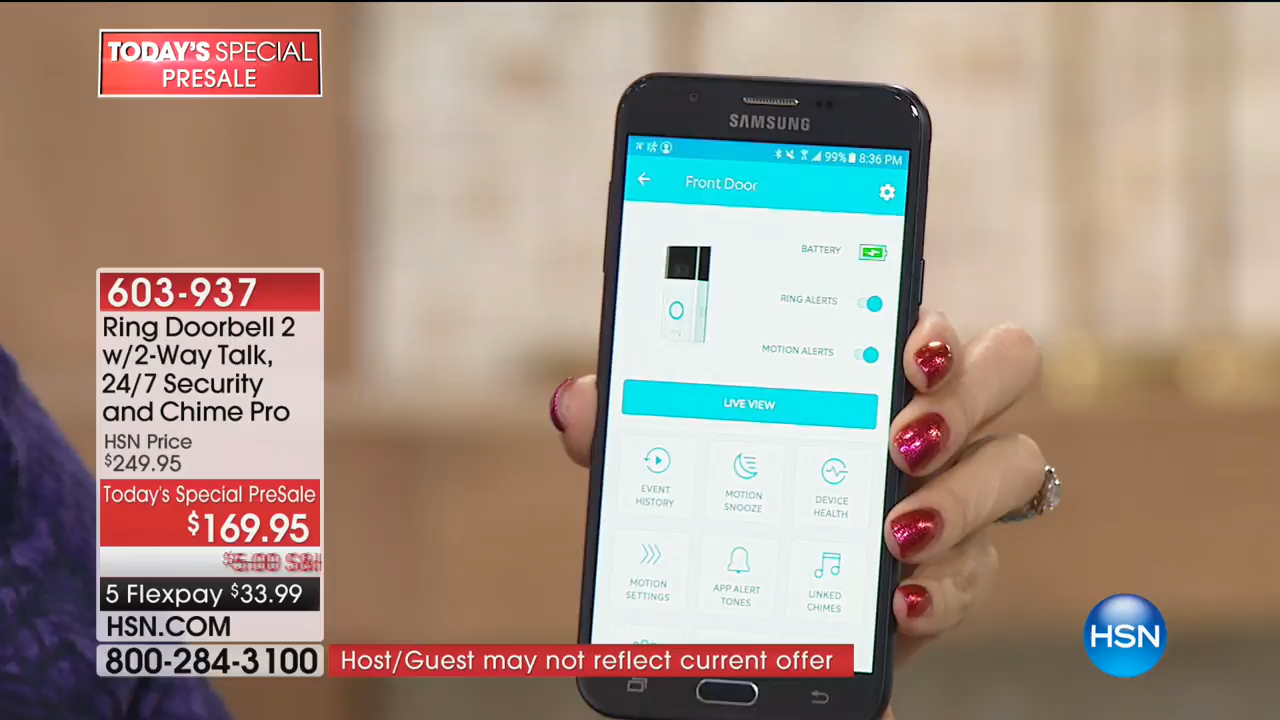 TODAY'S SPECIAL
PRESALE
603-937
Ring Doorbell 2
w/2-Way Talk,
24/7 Security
and Chime Pro
HSN Price
$249.95
Today's Special PreSale
$169.95
$5.00 S&H
5 Flexpay $33.99
HSN.COM
800-284-3100
Host/Guest may not reflect current offer
HSN
SAMSUNG
99% 8:36 PM
Front Door
BATTERY
RING ALERTS
MOTION ALERTS
LIVE VIEW
EVENT
HISTORY
MOTION
SNOOZE
DEVICE
HEALTH
MOTION
SETTINGS
APP ALERT
TONES
LINKED
CHIMES